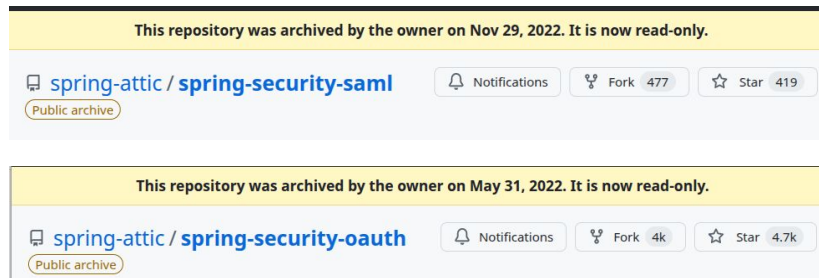 This repository was archived by the owner on Nov 29, 2022. It is now read-only.
spring-attic / spring-security-saml
Notifications
Fork 477
Star 419
Public archive
This repository was archived by the owner on May 31, 2022. It is now read-only.
spring-attic / spring-security-oauth
Notifications
Fork 4k
Star 4.7k
Public archive